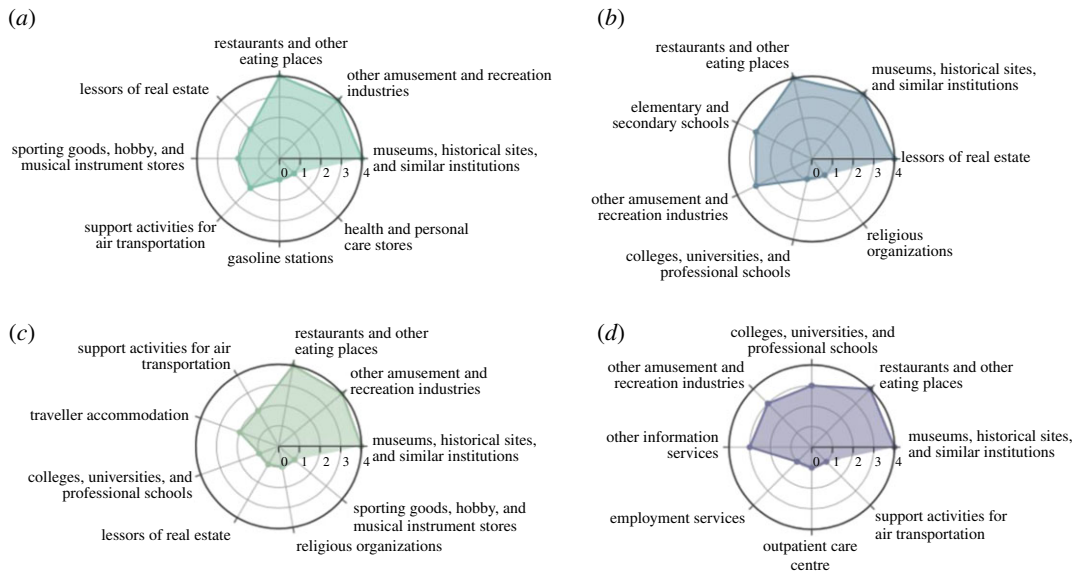 (a)
restaurants and other
eating places
other amusement and recreation
industries
lessors of real estate
sporting goods, hobby, and
musical instrument stores
museums, historical sites,
and similar institutions
0 1 2 3 4
support activities for
air transportation
health and personal
care stores
gasoline stations
(b)
restaurants and other
eating places
museums, historical sites,
and similar institutions
elementary and
secondary schools
lessors of real estate
0 1 2 3 4
other amusement and
recreation industries
religious
organizations
colleges, universities, and
professional schools
(c)
restaurants and other
eating places
support activities for air
transportation
other amusement and
recreation industries
traveller accommodation
museums, historical sites,
and similar institutions
0 1 2 3 4
colleges, universities, and
professional schools
sporting goods, hobby, and
musical instrument stores
lessors of real estate
religious organizations
(d)
colleges, universities, and
professional schools
other amusement and
recreation industries
restaurants and other
eating places
other information
services
museums, historical sites,
and similar institutions
0 1 2 3 4
employment services
support activities for
air transportation
outpatient care
centre